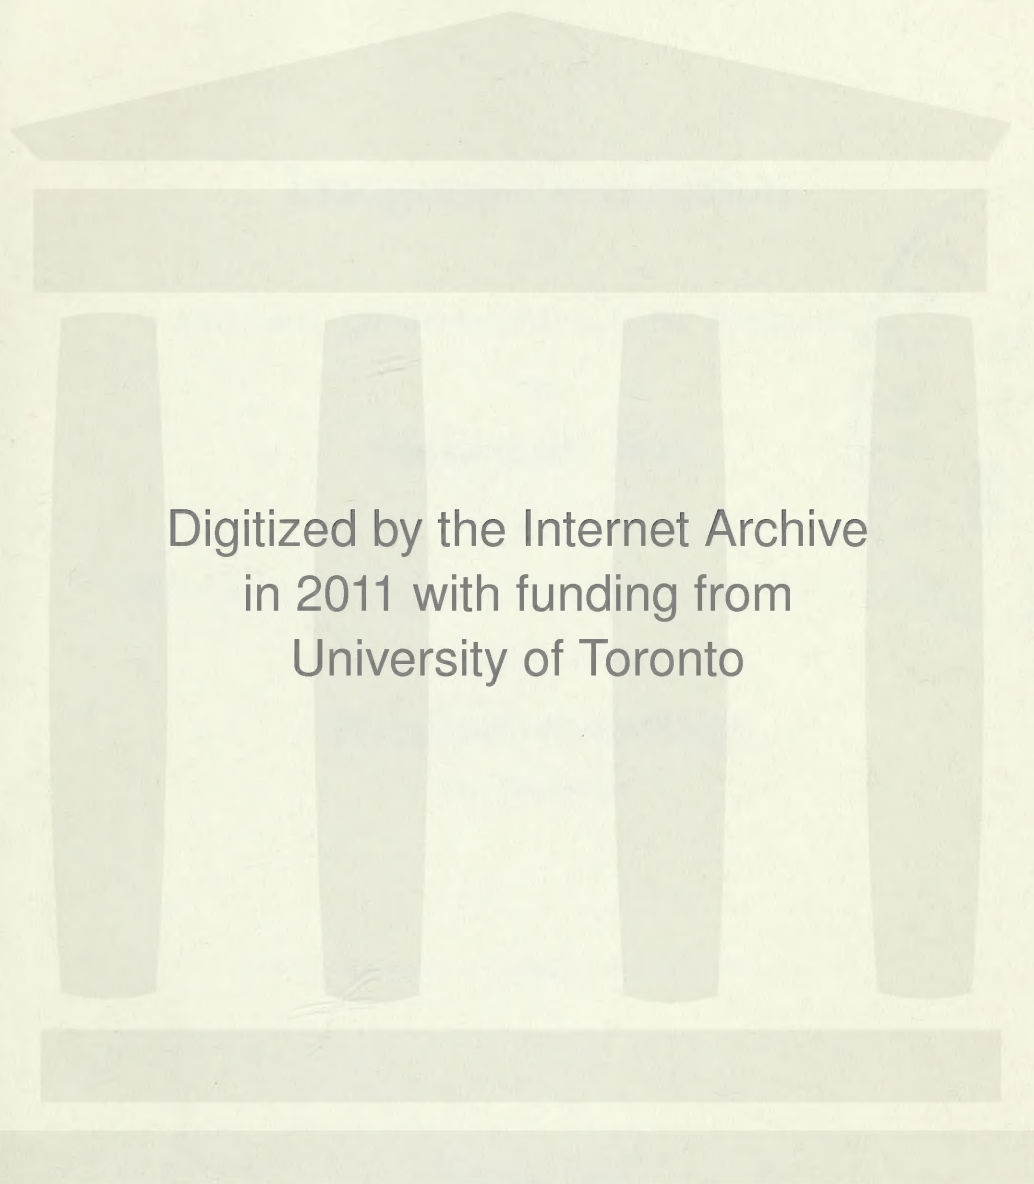 Digitized by the Internet Archive
in 2011 with funding from
University of Toronto